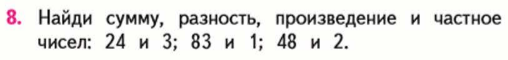 8. Найди сумму, разность, произведение и частное
чисел: 24 и 3; 83 и 1; 48 и 2.